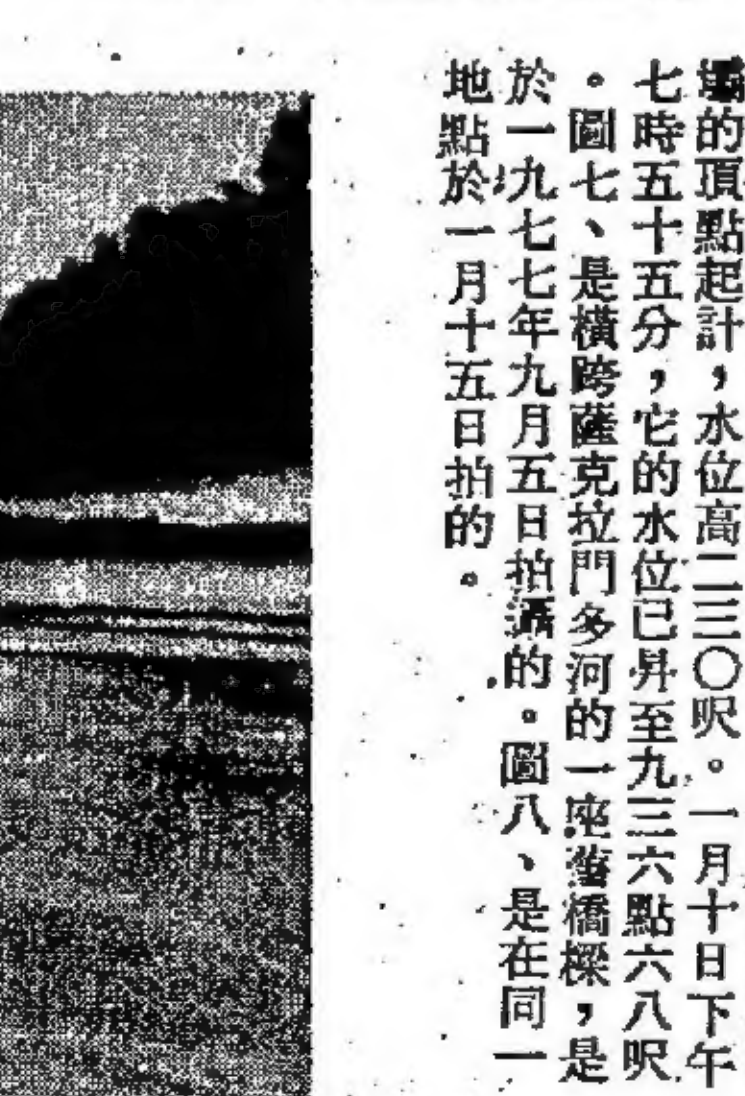 的頂點起計，水位高二三〇呎。一月十日下午
七時五十五分，它的水位已昇至九三六點六八呎
。圖七、是橫跨薩克拉門多河的一座舊橋樑，是
於一九七七年九月五日拍攝的。圖八、是在同一
地點於一月十五日拍的。